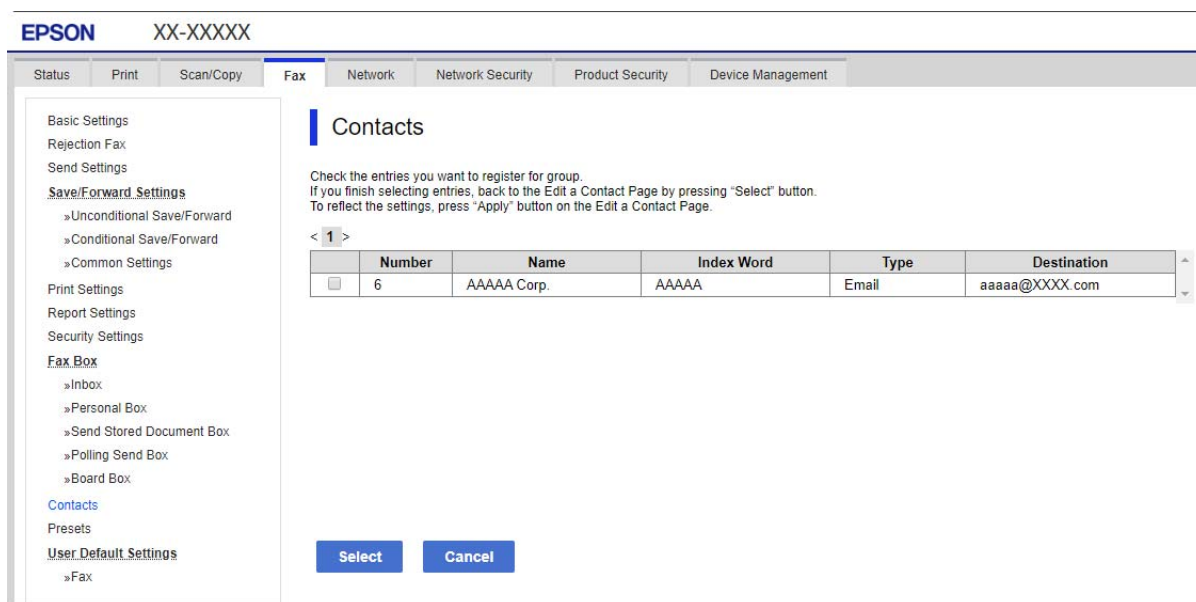 EPSON XX-XXXXX
Status Print Scan/Copy Fax Network Network Security Product Security Device Management
Basic Settings
Rejection Fax
Send Settings
Save/Forward Settings
»Unconditional Save/Forward
»Conditional Save/Forward
»Common Settings
Print Settings
Report Settings
Security Settings
Fax Box
»Inbox
»Personal Box
»Send Stored Document Box
»Polling Send Box
»Board Box
Contacts
Presets
User Default Settings
»Fax
Contacts
Check the entries you want to register for group.
If you finish selecting entries, back to the Edit a Contact Page by pressing “Select” button.
To reflect the settings, press “Apply” button on the Edit a Contact Page.
< 1 >
Number Name Index Word Type Destination
6 AAAAA Corp. AAAAA Email aaaaa@XXXX.com
Select Cancel